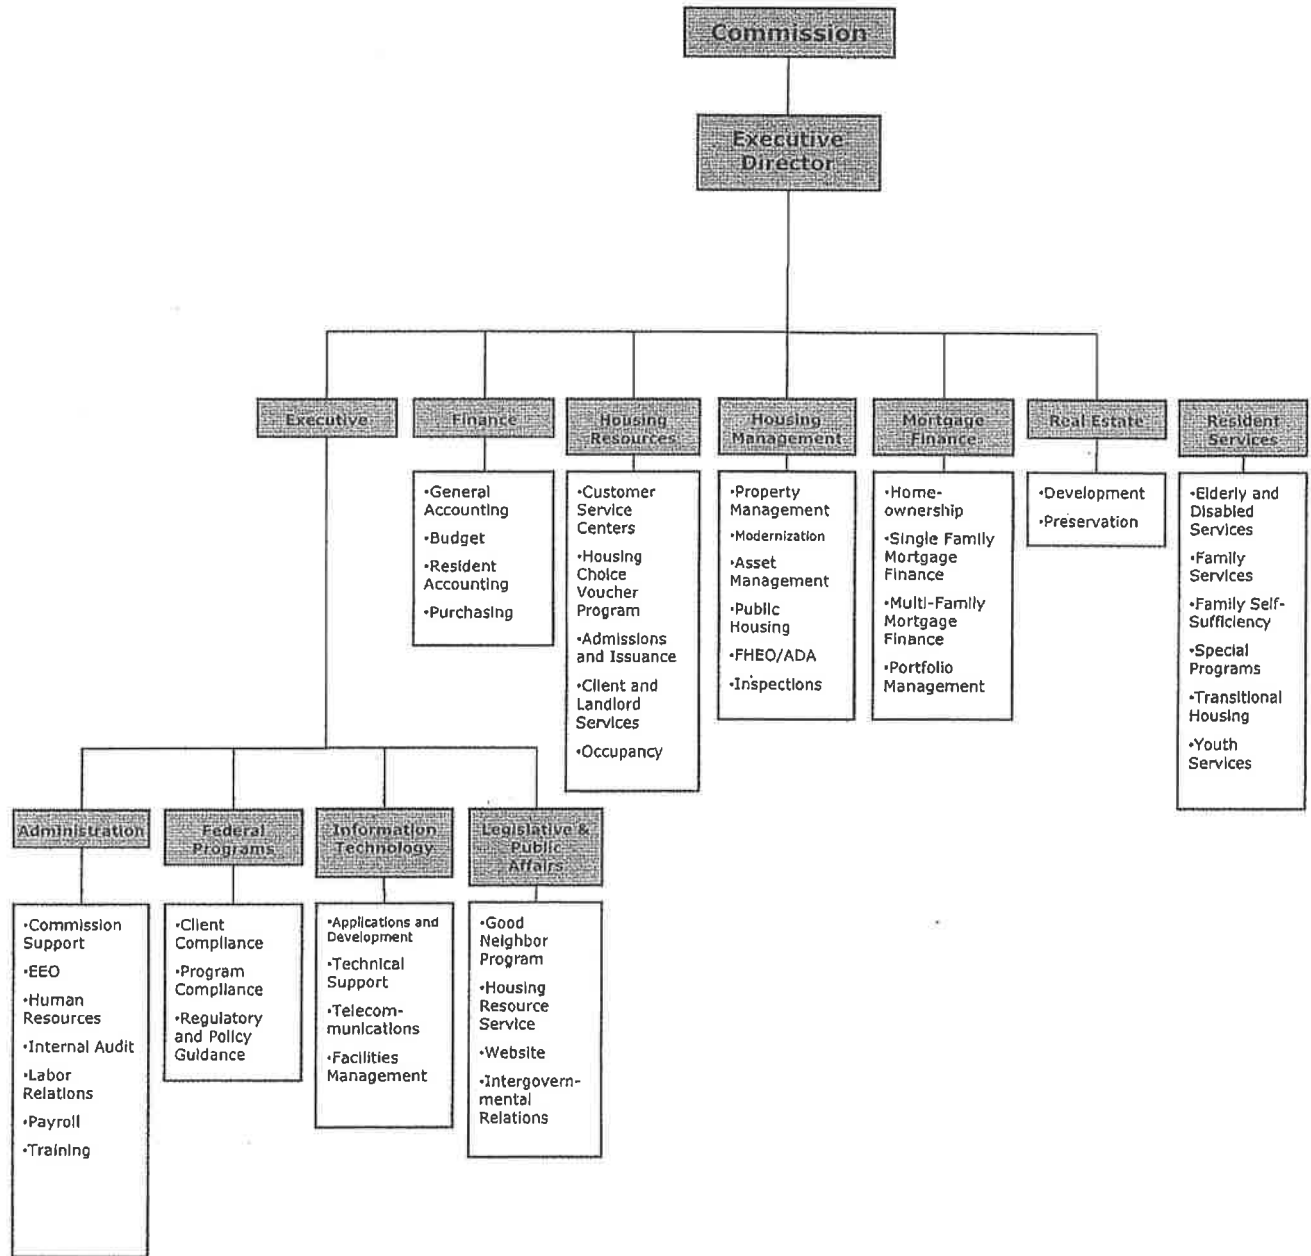 Commission
Executive
Director
Executive
Finance
Housing
Resources
Housing
Management
Mortgage
Finance
Real Estate
Resident
Services
•General
Accounting
•Budget
•Resident
Accounting
•Purchasing
•Customer
Service
Centers
•Housing
Choice
Voucher
Program
•Admissions
and Issuance
•Client and
Landlord
Services
•Occupancy
•Property
Management
•Modernization
•Asset
Management
•Public
Housing
•FHEO/ADA
•Inspections
•Home-
ownership
•Single Family
Mortgage
Finance
•Multi-Family
Mortgage
Finance
•Portfolio
Management
•Development
•Preservation
•Elderly and
Disabled
Services
•Family
Services
•Family Self-
Sufficiency
•Special
Programs
•Transitional
Housing
•Youth
Services
Administration
Federal
Programs
Information
Technology
Legislative &
Public
Affairs
•Commission
Support
•EEO
•Human
Resources
•Internal Audit
•Labor
Relations
•Payroll
•Training
•Client
Compliance
•Program
Compliance
•Regulatory
and Policy
Guidance
•Applications and
Development
•Technical
Support
•Telecom-
munications
•Facilities
Management
•Good
Neighbor
Program
•Housing
Resource
Service
•Website
•Intergovern-
mental
Relations